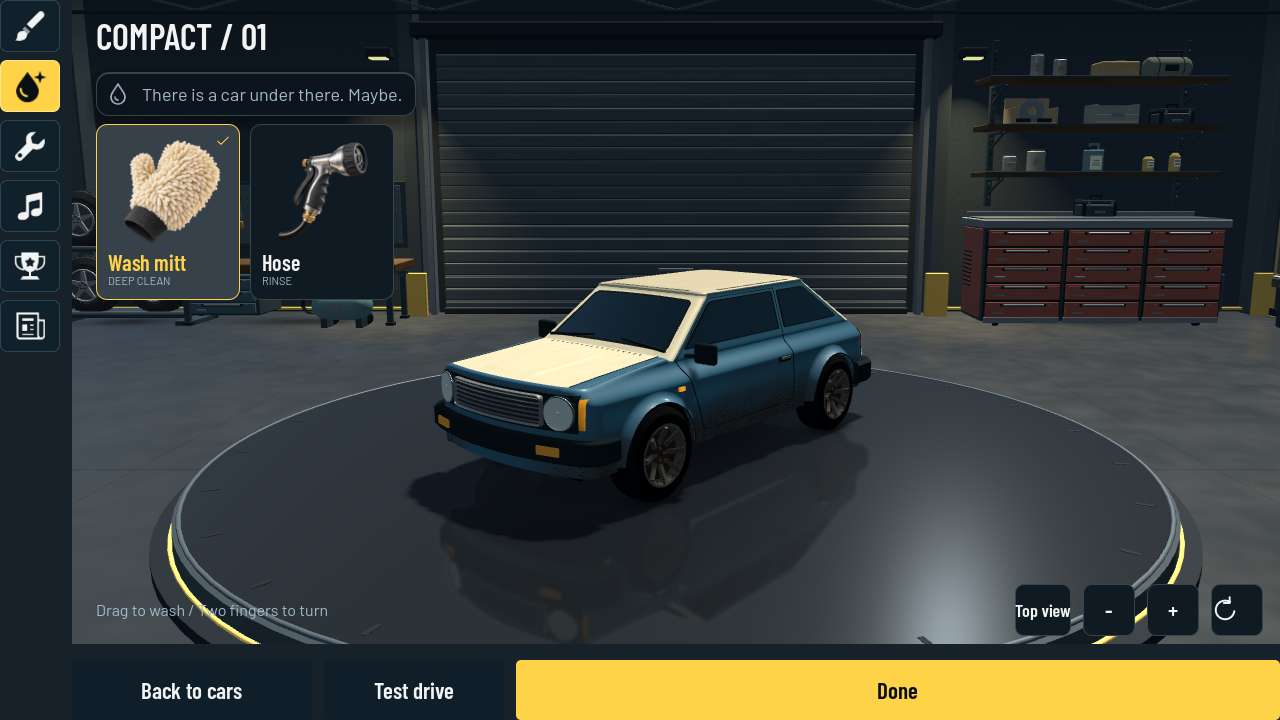 COMPACT / 01
There is a car under there. Maybe.
Wash mitt
DEEP CLEAN
Hose
RINSE
Drag to wash / Two fingers to turn
Top view
-
+
Back to cars
Test drive
Done